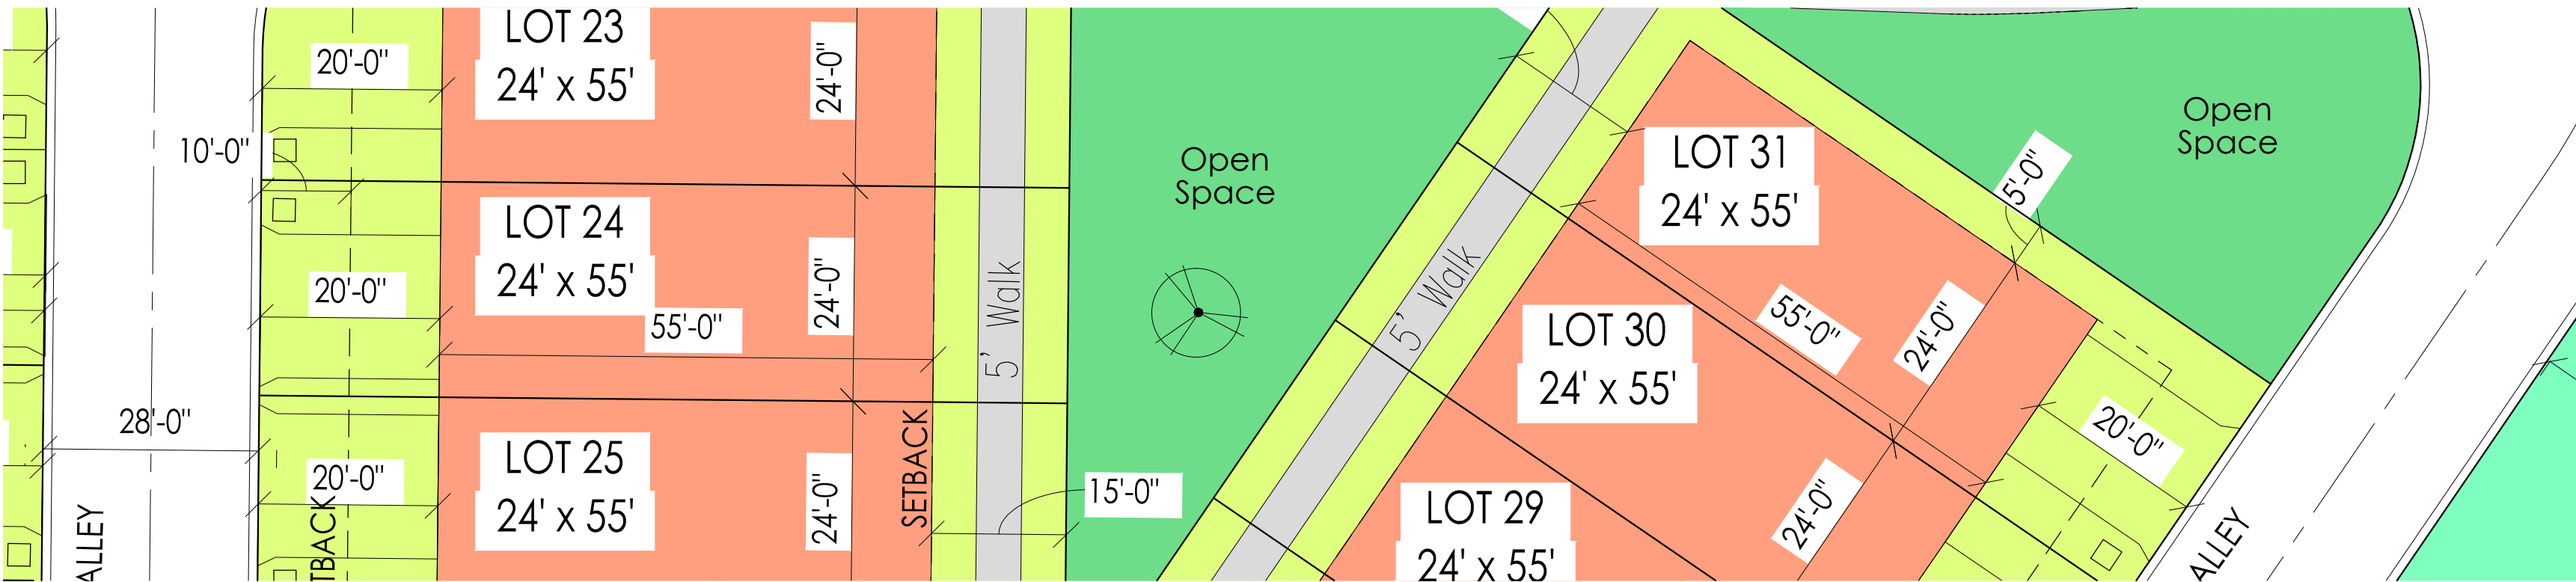 LOT 23
24' x 55'
20'-0"
24'-0"
10'-0"
LOT 24
24' x 55'
20'-0"
24'-0"
55'-0"
28'-0"
LOT 25
24' x 55'
20'-0"
24'-0"
ALLEY
TBACK
SETBACK
5' Walk
15'-0"
Open
Space
5' Walk
LOT 31
24' x 55'
5'-0"
Open
Space
55'-0"
24'-0"
LOT 30
24' x 55'
20'-0"
24'-0"
LOT 29
24' x 55'
ALLEY